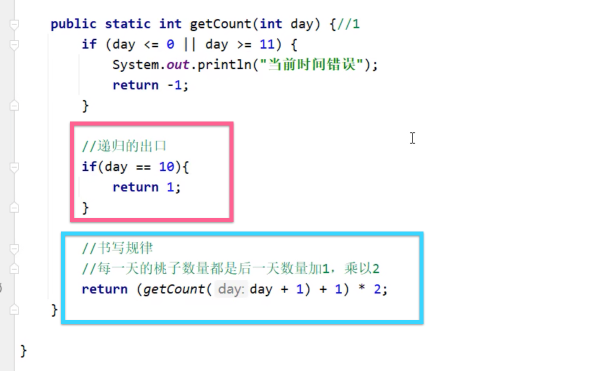 public static int getCount(int day) {//1
if (day <= 0 || day >= 11) {
System.out.println("当前时间错误");
return -1;
}
//递归的出口
if(day == 10){
return 1;
}
//书写规律
//每一天的桃子数量都是后一天数量加1，乘以2
return (getCount( day: day + 1) + 1) * 2;
}
}